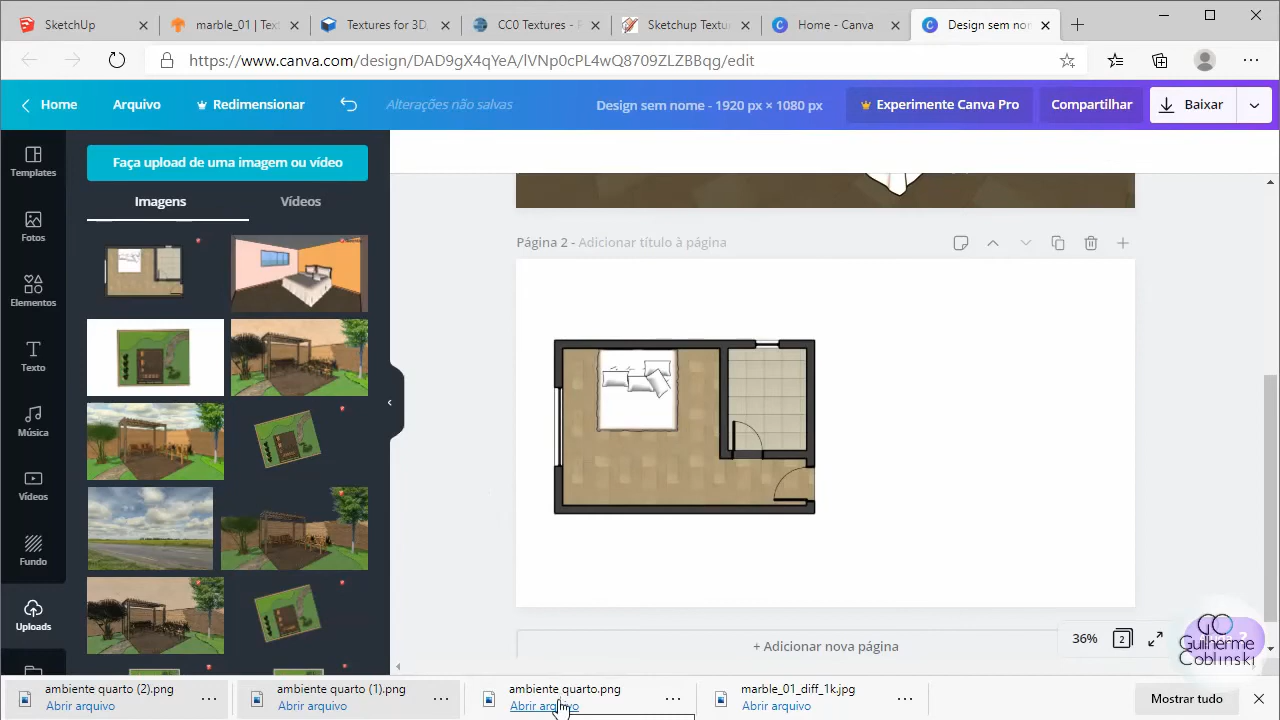 SketchUp
marble_01 | Text
Textures for 3D,
CC0 Textures - F
Sketchup Textur
Home - Canva
Design sem nom
https://www.canva.com/design/DAD9gX4qYeA/lVNp0cPL4wQ8709ZLZBBqg/edit
Home
Arquivo
Redimensionar
Alterações não salvas
Design sem nome - 1920 px × 1080 px
Experimente Canva Pro
Compartilhar
Baixar
Templates
Fotos
Elementos
Texto
Música
Vídeos
Fundo
Uploads
Faça upload de uma imagem ou vídeo
Imagens
Vídeos
Página 2 - Adicionar título à página
+ Adicionar nova página
36%
2
GO
Guilherme
Coblinski
ambiente quarto (2).png
Abrir arquivo
ambiente quarto (1).png
Abrir arquivo
ambiente quarto.png
Abrir arquivo
marble_01_diff_1k.jpg
Abrir arquivo
Mostrar tudo